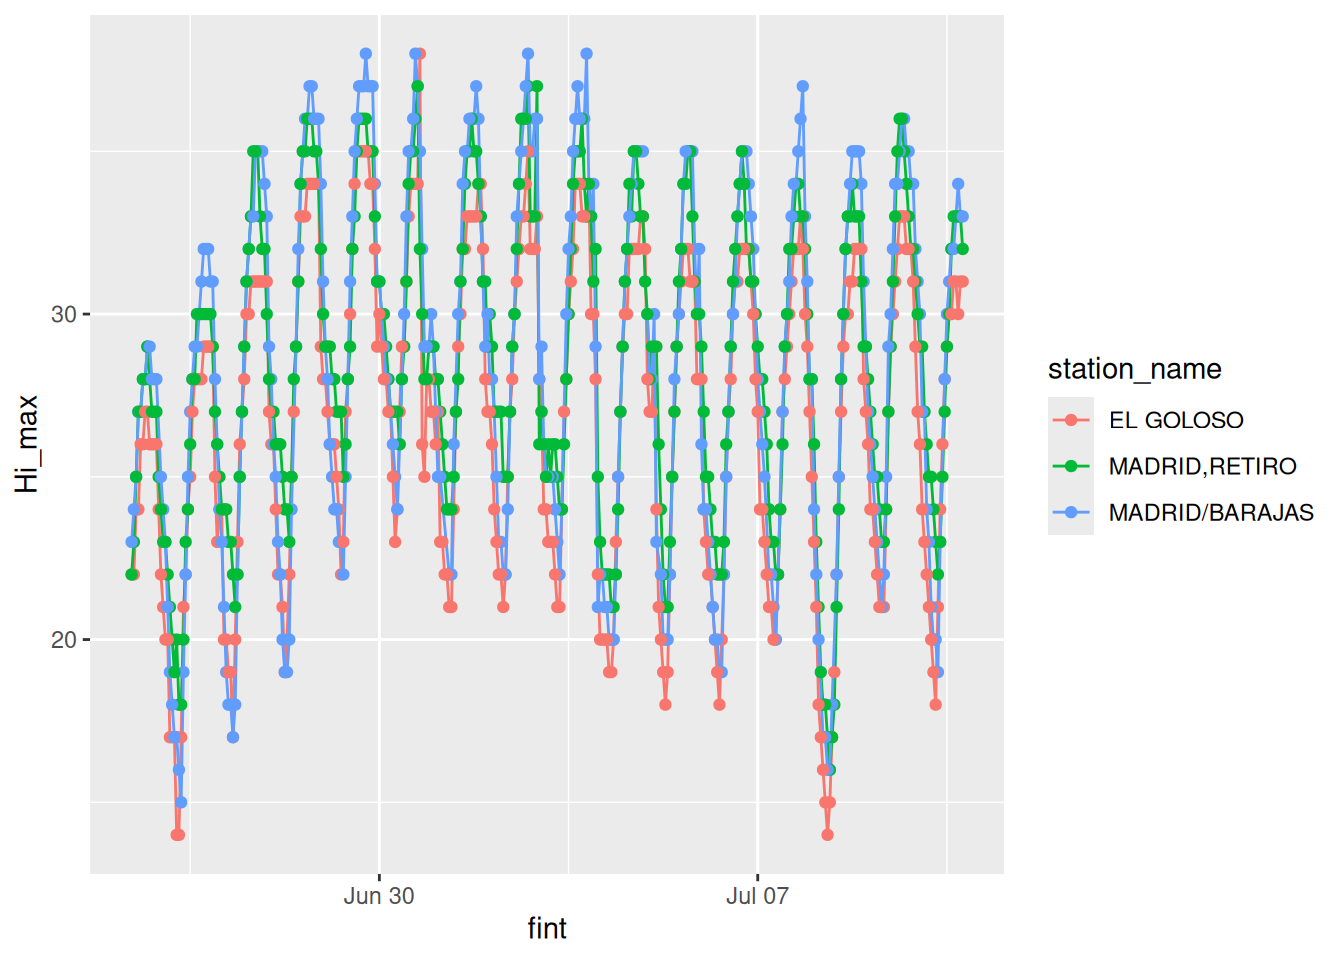 Hi_max
30
20
Jun 30
Jul 07
fint
station_name
EL GOLOSO
MADRID,RETIRO
MADRID/BARAJAS